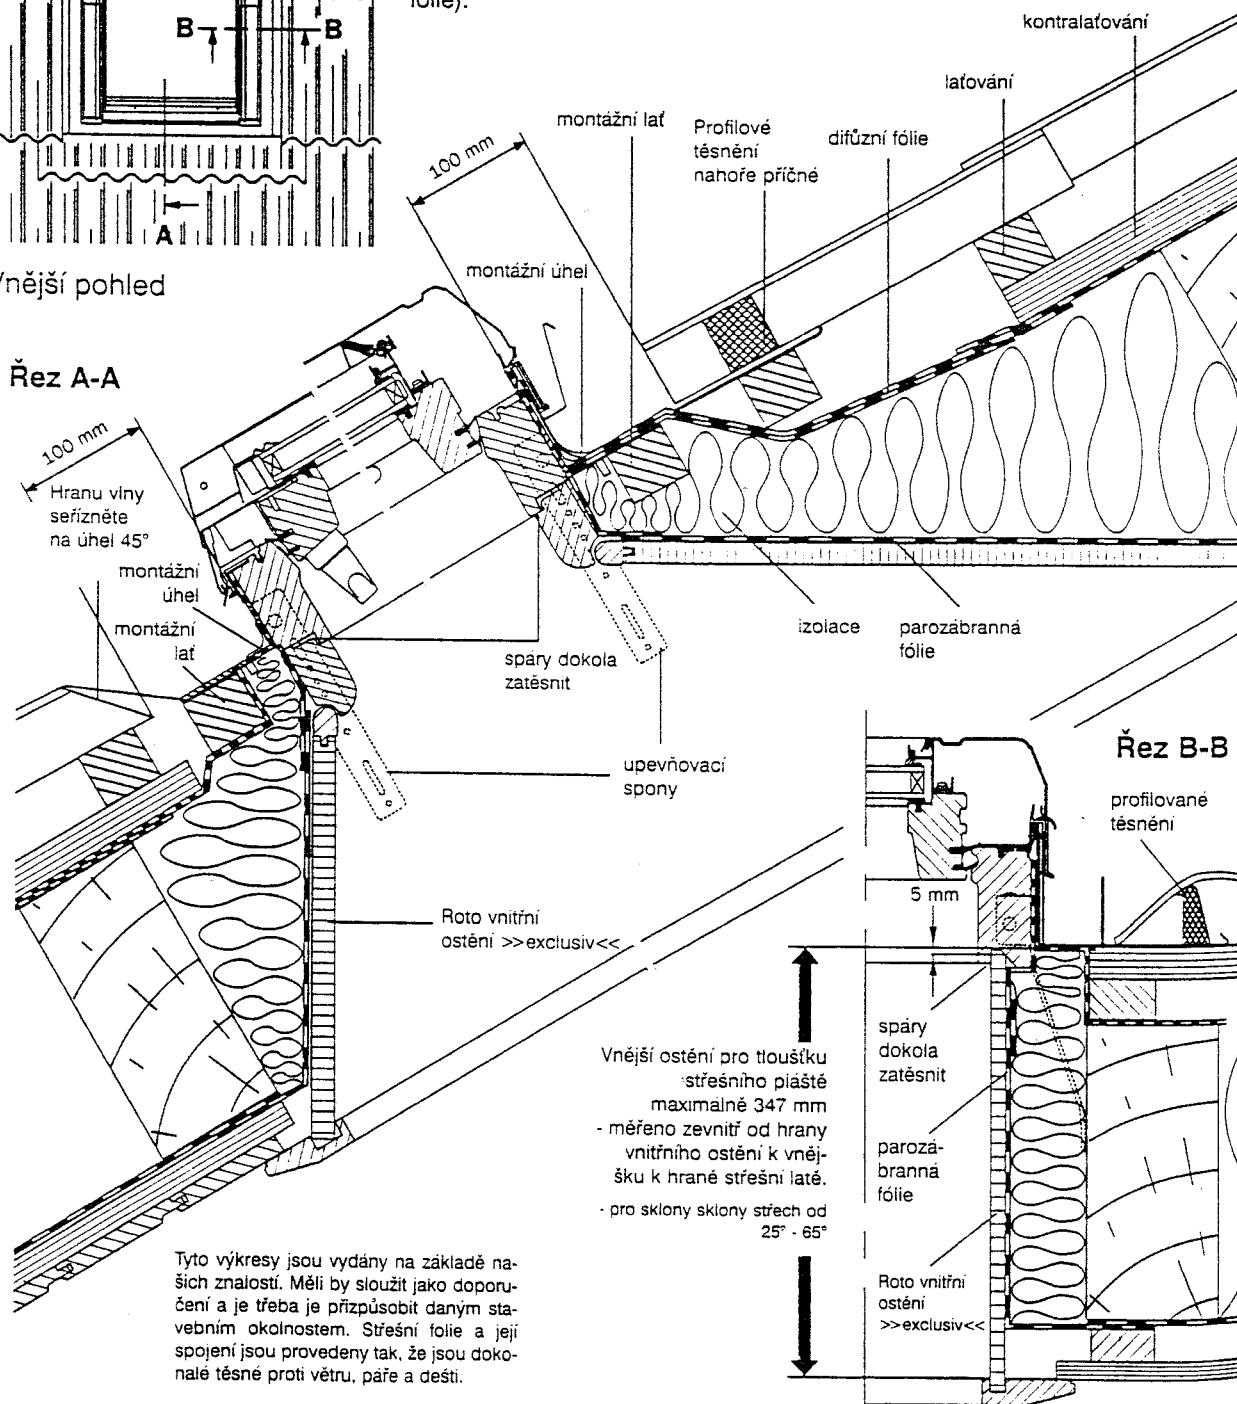 fólie).
B
B
A
Vnější pohled
Řez A-A
100 mm
Hranu vlny
seřízněte
na úhel 45°
montážní
úhel
montážní
lať
100 mm
montážní úhel
montážní lať
Profilové
těsnění
nahoře příčné
difúzní fólie
laťování
kontralaťování
izolace
parozábranná
fólie
spáry dokola
zatěsnit
upevňovací
spony
Roto vnitřní
ostění >>exclusiv<<
Řez B-B
profilované
těsnění
5 mm
spáry
dokola
zatěsnit
parozá-
branná
fólie
Roto vnitřní
ostění
>>exclusiv<<
Vnější ostění pro tloušťku
střešního pláště
maximálně 347 mm
- měřeno zevnitř od hrany
vnitřního ostění k vněj-
šku k hraně střešní latě.
- pro sklony sklony střech od
25° - 65°
Tyto výkresy jsou vydány na základě na-
šich znalostí. Měli by sloužit jako doporu-
čení a je třeba je přizpůsobit daným sta-
vebním okolnostem. Střešní folie a její
spojení jsou provedeny tak, že jsou doko-
nalé těsné proti větru, páře a dešti.